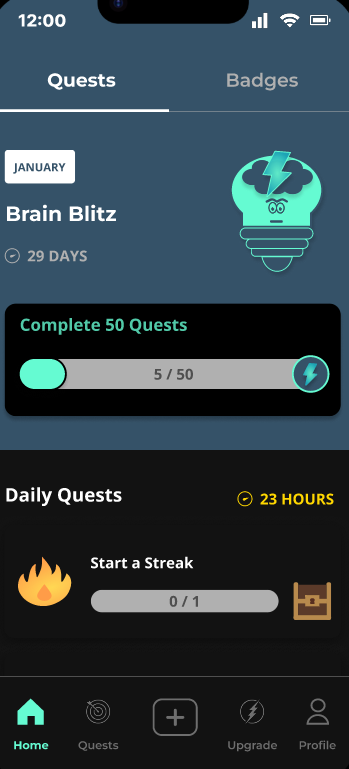 12:00
Quests Badges
JANUARY
Brain Blitz
29 DAYS
Complete 50 Quests
5 / 50
Daily Quests 23 HOURS
Start a Streak
0 / 1
Home Quests Upgrade Profile